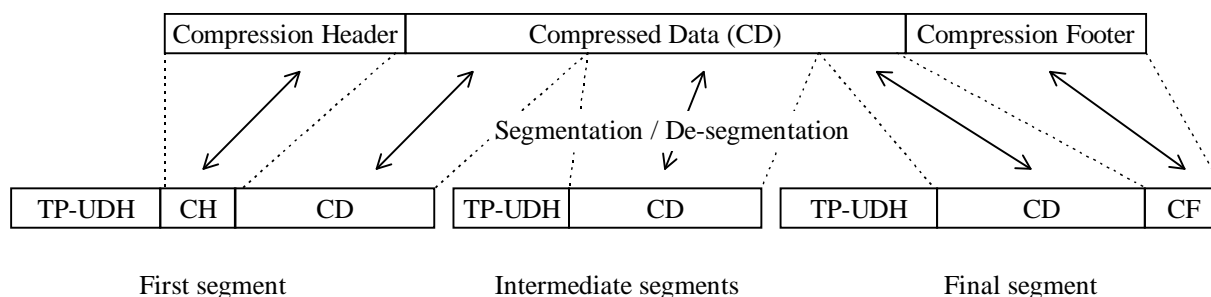 Compression Header Compressed Data (CD) Compression Footer
Segmentation / De-segmentation
TP-UDH CH CD TP-UDH CD TP-UDH CD CF
First segment Intermediate segments Final segment